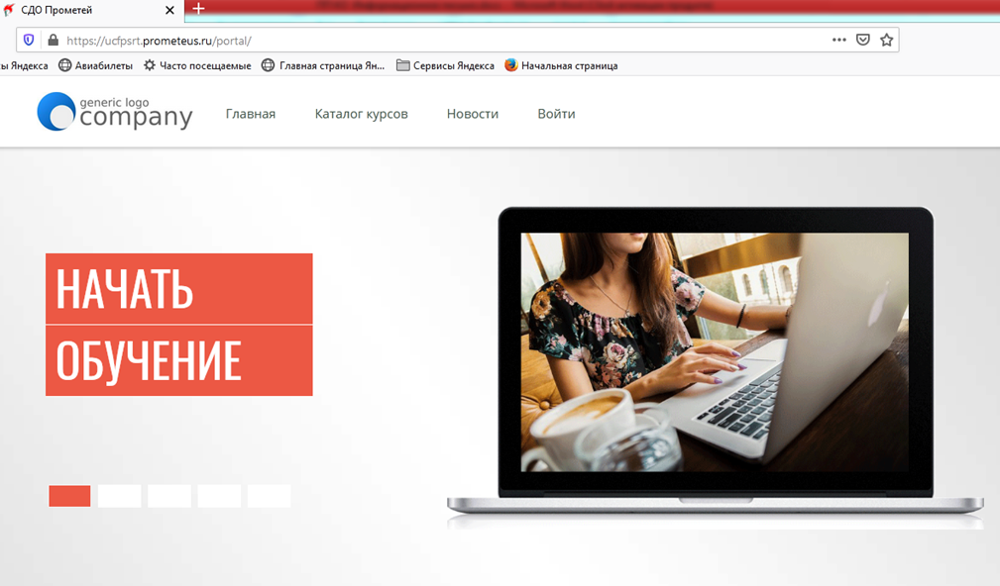 СДО Прометей
https://ucfpsrt.prometeus.ru/portal/
ы Яндекса Авиабилеты Часто посещаемые Главная страница Ян... Сервисы Яндекса Начальная страница
generic logo
company
Главная Каталог курсов Новости Войти
НАЧАТЬ
ОБУЧЕНИЕ